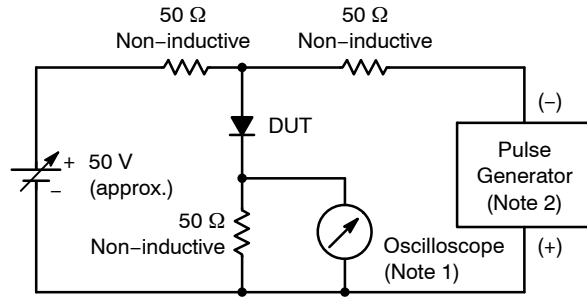 50 Ω
Non−inductive
50 Ω
Non−inductive
(−)
DUT
+ 50 V
− (approx.)
Pulse
Generator
(Note 2)
50 Ω
Non−inductive
Oscilloscope
(Note 1)
(+)